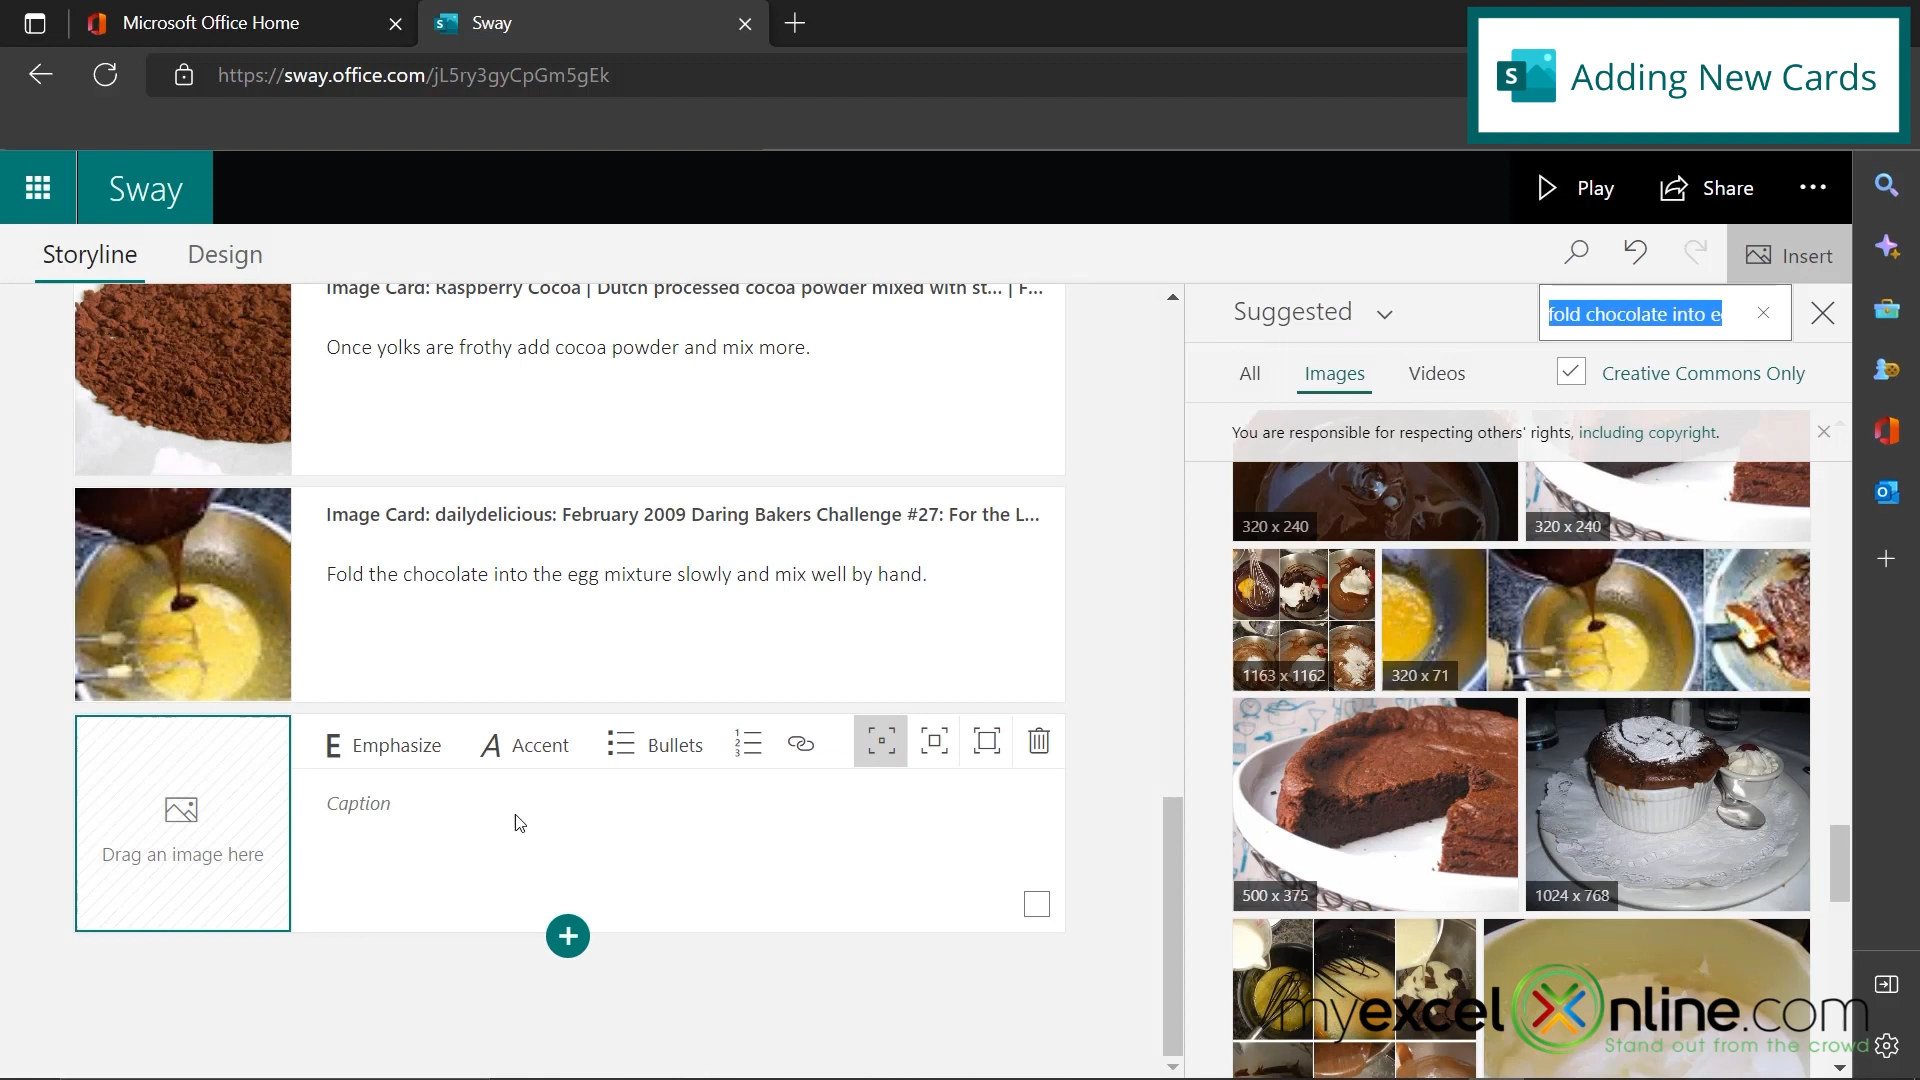 Microsoft Office Home
Sway
https://sway.office.com/jL5ry3gyCpGm5gEk
S Adding New Cards
Sway
Play
Share
Storyline
Design
Insert
Image Card: Raspberry Cocoa | Dutch processed cocoa powder mixed with st... | F...
Once yolks are frothy add cocoa powder and mix more.
Image Card: dailydelicious: February 2009 Daring Bakers Challenge #27: For the L...
Fold the chocolate into the egg mixture slowly and mix well by hand.
E Emphasize
A Accent
Bullets
Caption
Drag an image here
Suggested
fold chocolate into e
All
Images
Videos
Creative Commons Only
You are responsible for respecting others' rights, including copyright.
320 x 240
320 x 240
1163 x 1162
320 x 71
500 x 375
1024 x 768
myexcelonline.com
Stand out from the crowd